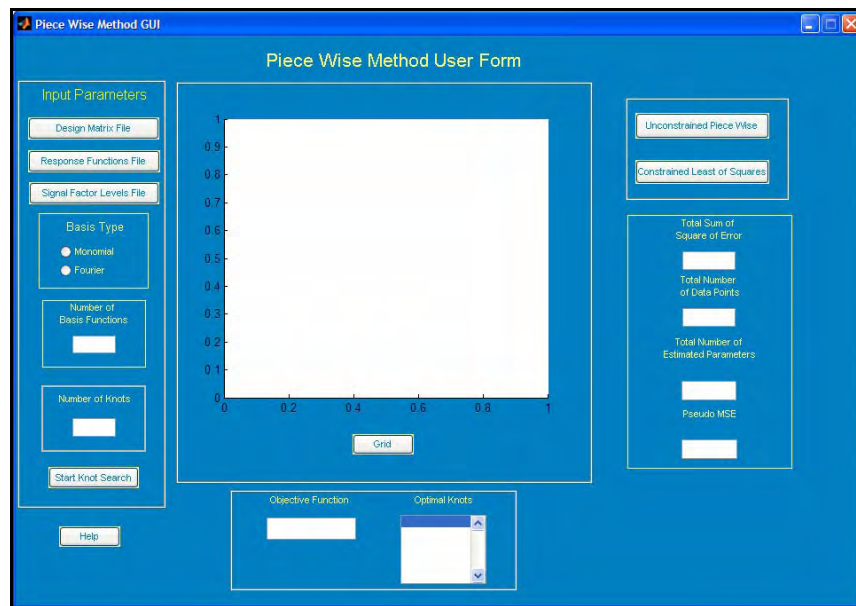 Piece Wise Method GUI
Piece Wise Method User Form
Input Parameters
Design Matrix File
Response Functions File
Signal Factor Levels File
Basis Type
Monomial
Fourier
Number of
Basis Functions
Number of Knots
Start Knot Search
Help
1
0.9
0.8
0.7
0.6
0.5
0.4
0.3
0.2
0.1
0
0 0.2 0.4 0.6 0.8 1
Grid
Objective Function
Optimal Knots
Unconstrained Piece Wise
Constrained Least of Squares
Total Sum of
Square of Error
Total Number
of Data Points
Total Number of
Estimated Parameters
Pseudo MSE